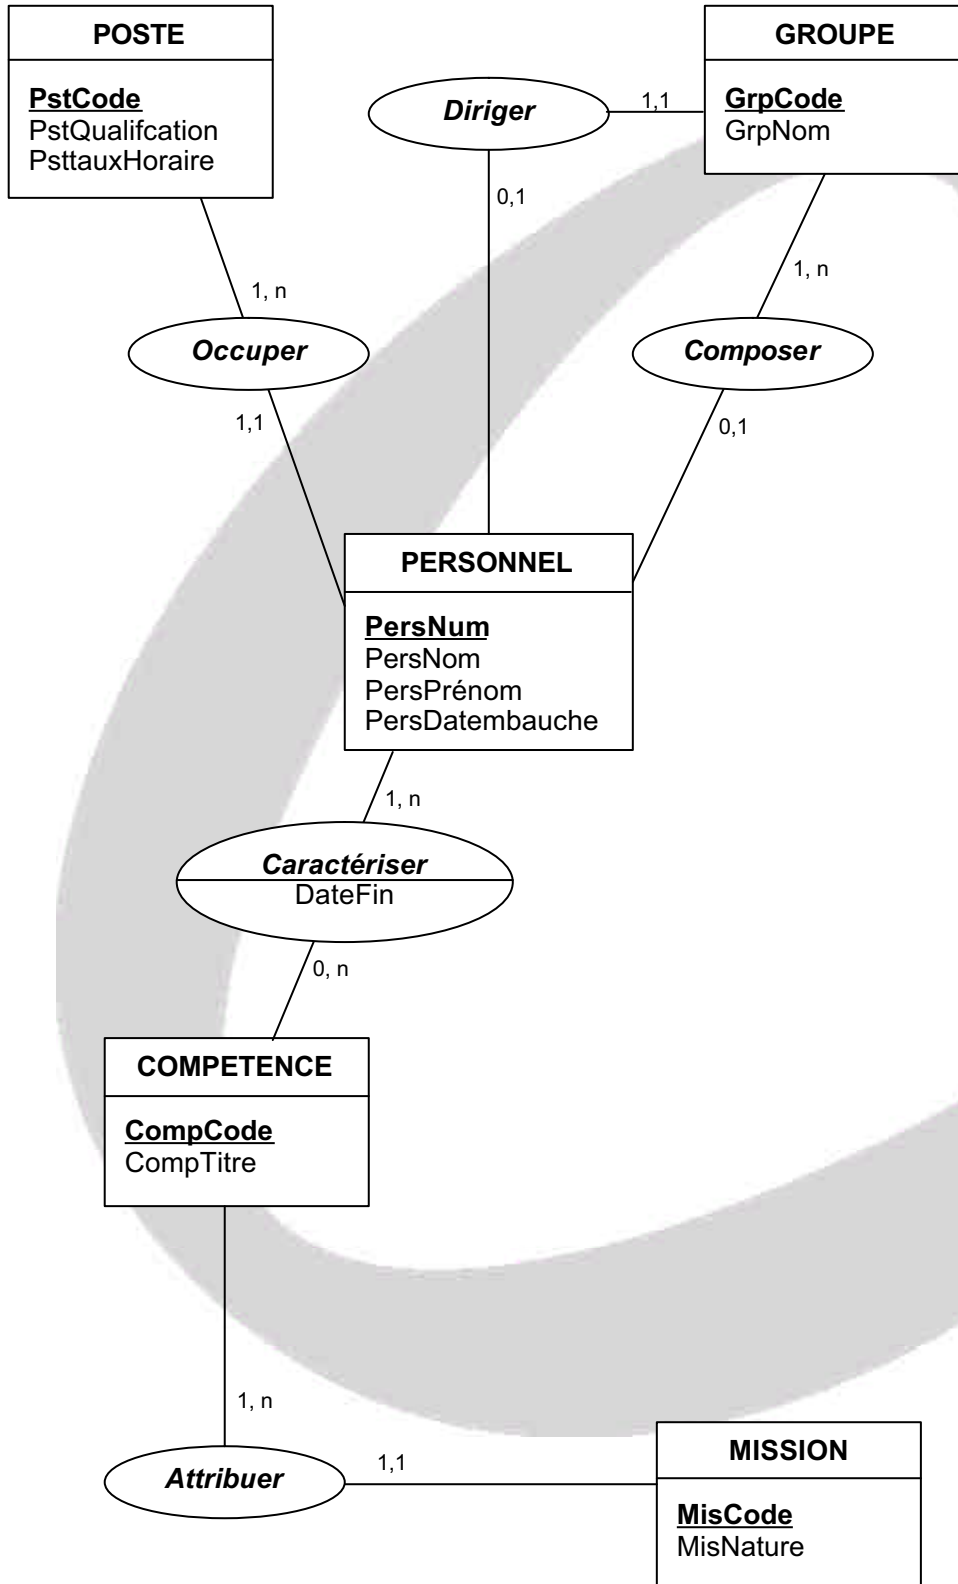 POSTE
PstCode
PstQualifcation
PsttauxHoraire
Diriger
1,1
0,1
GROUPE
GrpCode
GrpNom
1, n
Occuper
1,1
1, n
Composer
0,1
PERSONNEL
PersNum
PersNom
PersPrénom
PersDatembauche
1, n
Caractériser
DateFin
0, n
COMPETENCE
CompCode
CompTitre
1, n
Attribuer
1,1
MISSION
MisCode
MisNature